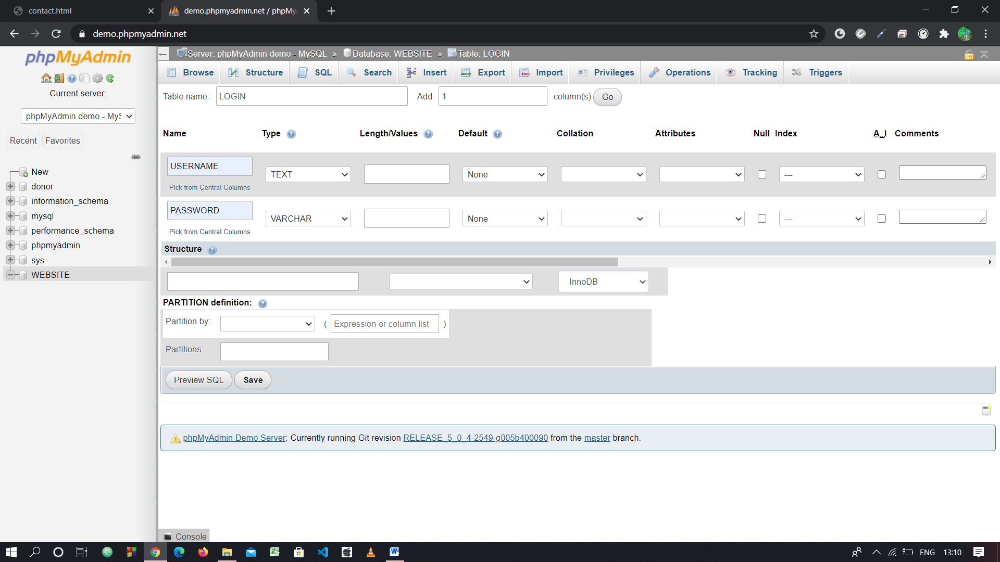 contact.html
demo.phpmyadmin.net / phpMy
demo.phpmyadmin.net
phpMyAdmin
Current server:
phpMyAdmin demo - MyS
Recent
Favorites
New
donor
information_schema
mysql
performance_schema
phpmyadmin
sys
WEBSITE
Server: phpMyAdmin demo - MySQL » Database: WEBSITE » Table: LOGIN
Browse Structure SQL Search Insert Export Import Privileges Operations Tracking Triggers
Table name: LOGIN Add 1 column(s) Go
Name Type Length/Values Default Collation Attributes Null Index A_I Comments
USERNAME TEXT None ---
Pick from Central Columns
PASSWORD VARCHAR None ---
Pick from Central Columns
Structure
InnoDB
PARTITION definition:
Partition by: ( Expression or column list )
Partitions:
Preview SQL Save
phpMyAdmin Demo Server: Currently running Git revision RELEASE_5_0_4-2549-g005b400090 from the master branch.
Console
ENG 13:10